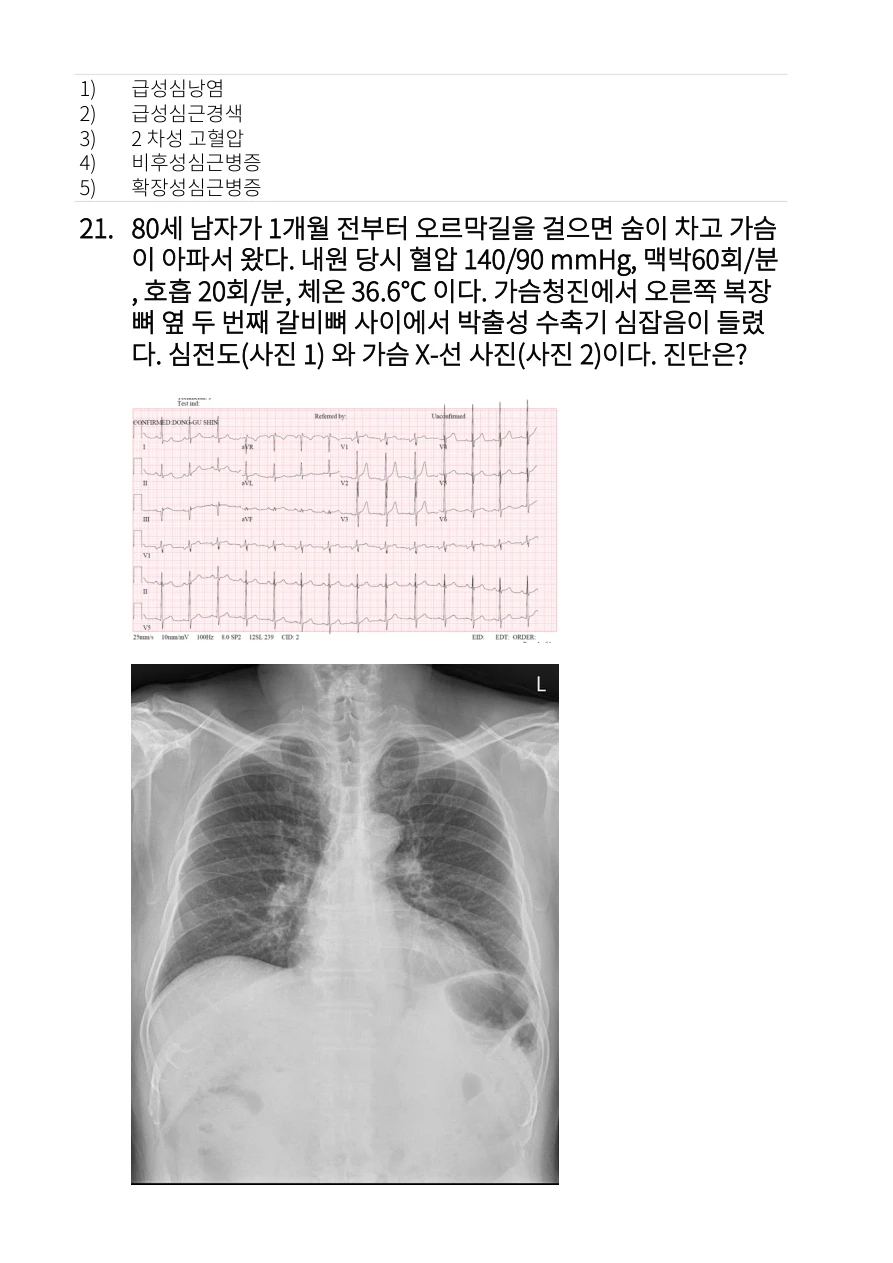 1) 급성심낭염
2) 급성심근경색
3) 2 차성 고혈압
4) 비후성심근병증
5) 확장성심근병증
21. 80세 남자가 1개월 전부터 오르막길을 걸으면 숨이 차고 가슴
이 아파서 왔다. 내원 당시 혈압 140/90 mmHg, 맥박60회/분
, 호흡 20회/분, 체온 36.6℃ 이다. 가슴청진에서 오른쪽 복장
뼈 옆 두 번째 갈비뼈 사이에서 박출성 수축기 심잡음이 들렸
다. 심전도(사진 1) 와 가슴 X-선 사진(사진 2)이다. 진단은?
Test ind:
Referred by: Unconfirmed
CONFIRMED:DONG-GU SHIN
I aVR V1 V4
II aVL V2 V5
III aVF V3 V6
V1
II
V5
25mm/s 10mm/mV 100Hz 8.0 SP2 12SL 239 CID: 2 EID: EDT: ORDER:
L